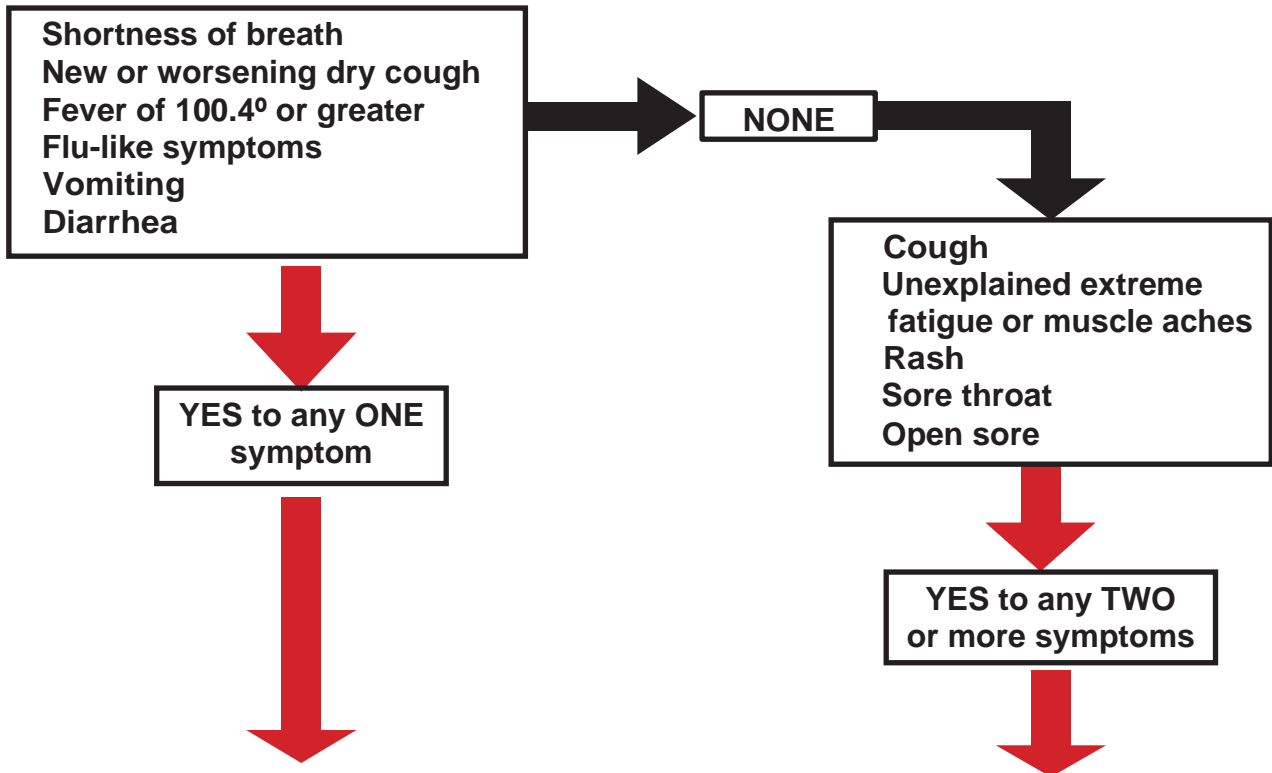 Shortness of breath
New or worsening dry cough
Fever of 100.4º or greater
Flu-like symptoms
Vomiting
Diarrhea
NONE
Cough
Unexplained extreme
fatigue or muscle aches
Rash
Sore throat
Open sore
YES to any ONE
symptom
YES to any TWO
or more symptoms